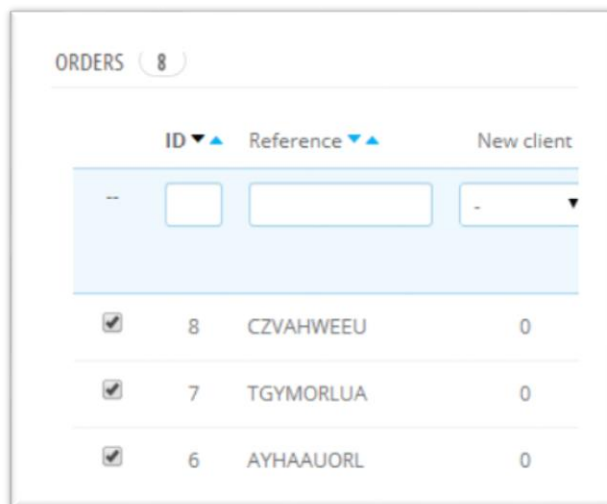 ORDERS 8
ID Reference New client
-- -
8 CZVAHWEEU 0
7 TGYMORLUA 0
6 AYHAAUORL 0